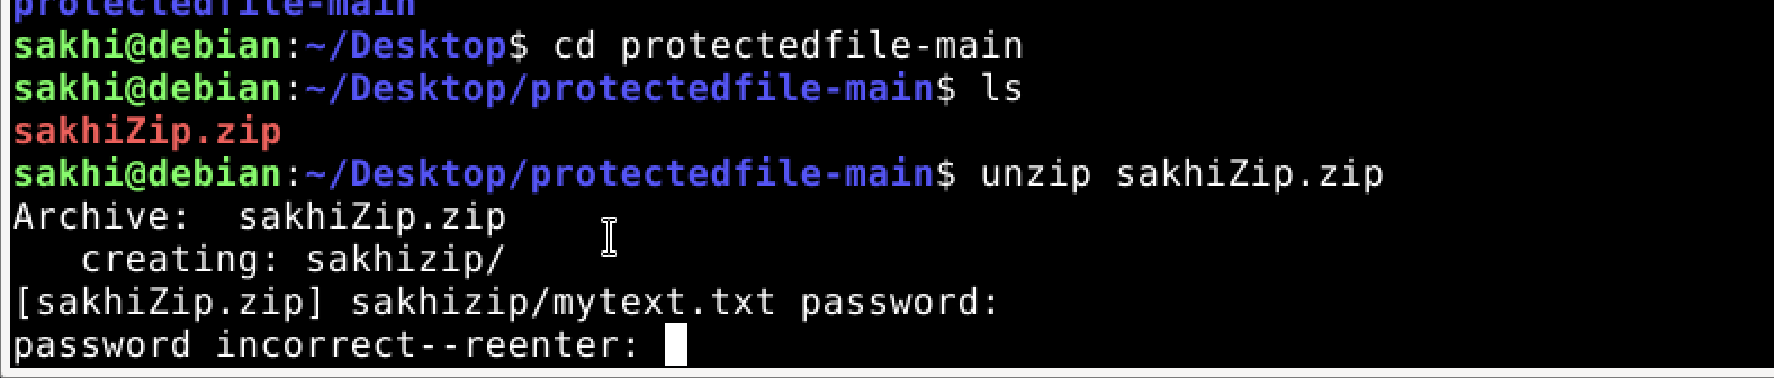 protectedfile-main
sakhi@debian:~/Desktop$ cd protectedfile-main
sakhi@debian:~/Desktop/protectedfile-main$ ls
sakhiZip.zip
sakhi@debian:~/Desktop/protectedfile-main$ unzip sakhiZip.zip
Archive:  sakhiZip.zip
   creating: sakhizip/
[sakhiZip.zip] sakhizip/mytext.txt password:
password incorrect--reenter: